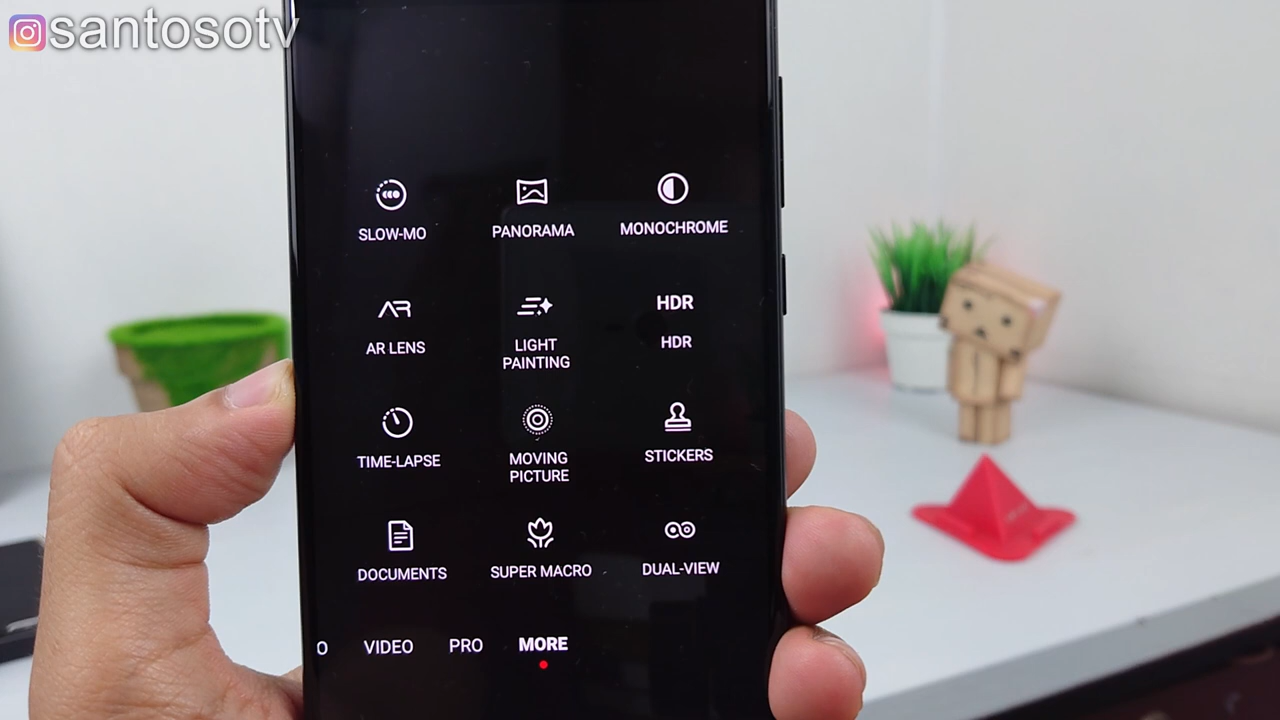 santosotv
SLOW-MO
PANORAMA
MONOCHROME
AR
AR LENS
LIGHT
PAINTING
HDR
HDR
TIME-LAPSE
MOVING
PICTURE
STICKERS
DOCUMENTS
SUPER MACRO
DUAL-VIEW
O
VIDEO
PRO
MORE